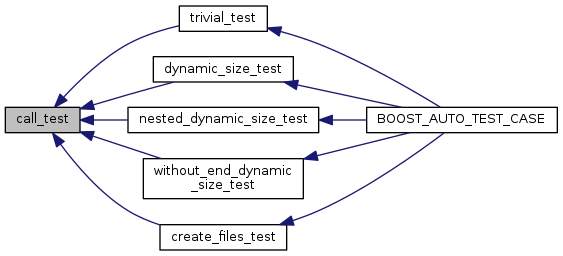 trivial_test
dynamic_size_test
call_test
nested_dynamic_size_test
BOOST_AUTO_TEST_CASE
without_end_dynamic
_size_test
create_files_test